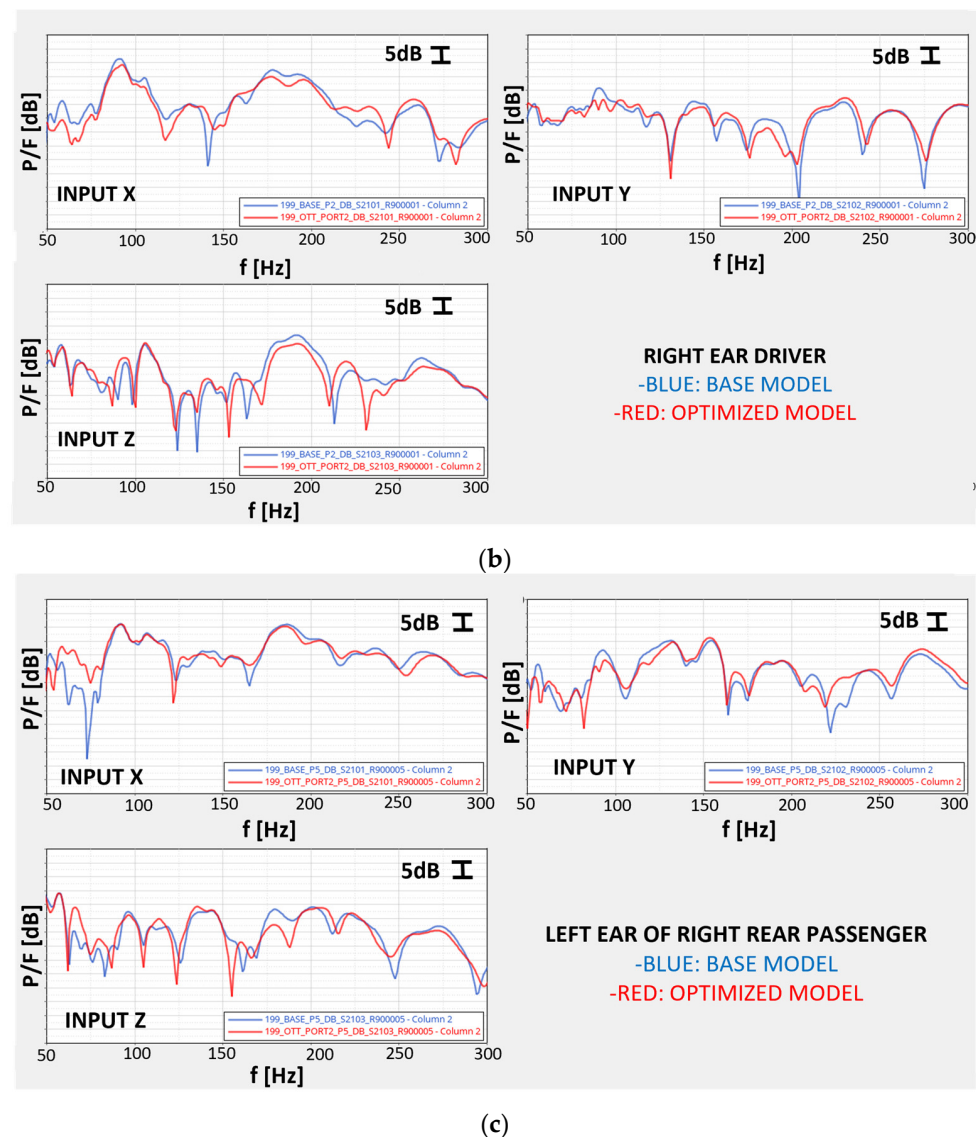 5dB
P/F [dB]
INPUT X
199_BASE_P2_DB_S2101_R900001 - Column 2
199_OTT_PORT2_DB_S2101_R900001 - Column 2
50 100 150 200 250 300
f [Hz]
5dB
P/F [dB]
INPUT Y
199_BASE_P2_DB_S2102_R900001 - Column 2
199_OTT_PORT2_DB_S2102_R900001 - Column 2
50 100 150 200 250 300
f [Hz]
5dB
P/F [dB]
INPUT Z
199_BASE_P2_DB_S2103_R900001 - Column 2
199_OTT_PORT2_DB_S2103_R900001 - Column 2
50 100 150 200 250 300
f [Hz]
RIGHT EAR DRIVER
-BLUE: BASE MODEL
-RED: OPTIMIZED MODEL
(b)
5dB
P/F [dB]
INPUT X
199_BASE_P5_DB_S2101_R900005 - Column 2
199_OTT_PORT2_P5_DB_S2101_R900005 - Column 2
50 100 150 200 250 300
f [Hz]
5dB
P/F [dB]
INPUT Y
199_BASE_P5_DB_S2102_R900005 - Column 2
199_OTT_PORT2_P5_DB_S2102_R900005 - Column 2
50 100 150 200 250 300
f [Hz]
5dB
P/F [dB]
INPUT Z
199_BASE_P5_DB_S2103_R900005 - Column 2
199_OTT_PORT2_P5_DB_S2103_R900005 - Column 2
50 100 150 200 250 300
f [Hz]
LEFT EAR OF RIGHT REAR PASSENGER
-BLUE: BASE MODEL
-RED: OPTIMIZED MODEL
(c)